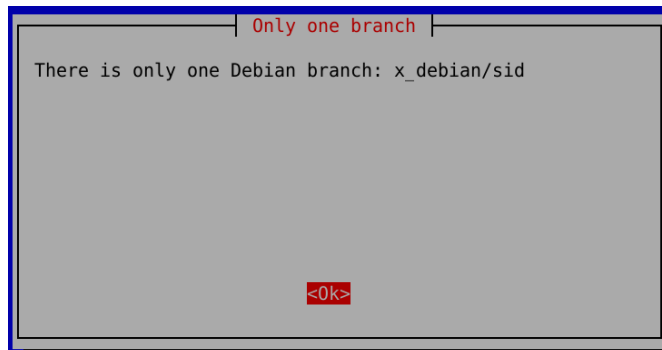 Only one branch
There is only one Debian branch: x_debian/sid
<Ok>